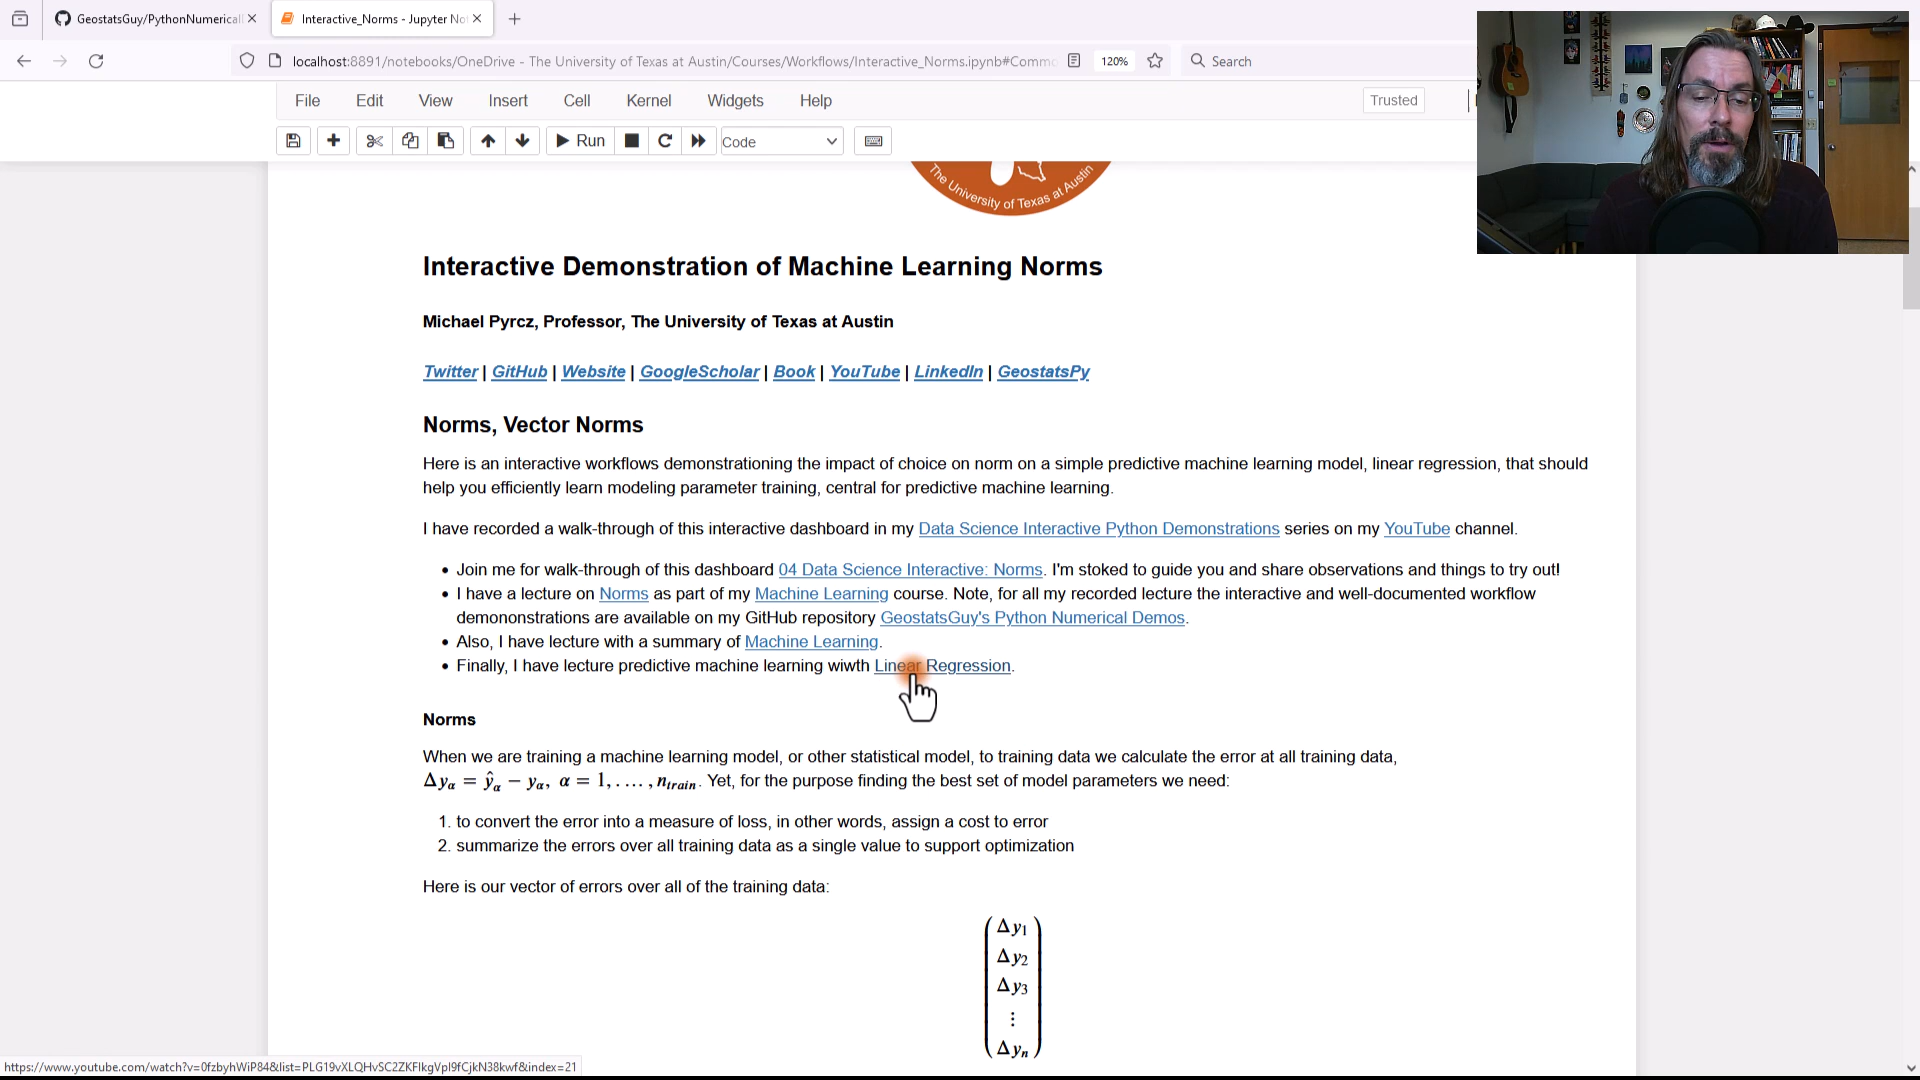 GeostatsGuy/PythonNumerical
Interactive_Norms - Jupyter No
localhost:8891/notebooks/OneDrive - The University of Texas at Austin/Courses/Workflows/Interactive_Norms.ipynb#Commo
120%
Search
File Edit View Insert Cell Kernel Widgets Help
Trusted
Run
Code
The University of Texas at Austin
Interactive Demonstration of Machine Learning Norms
Michael Pyrcz, Professor, The University of Texas at Austin
Twitter | GitHub | Website | GoogleScholar | Book | YouTube | LinkedIn | GeostatsPy
Norms, Vector Norms
Here is an interactive workflows demonstrationing the impact of choice on norm on a simple predictive machine learning model, linear regression, that should
help you efficiently learn modeling parameter training, central for predictive machine learning.
I have recorded a walk-through of this interactive dashboard in my Data Science Interactive Python Demonstrations series on my YouTube channel.
• Join me for walk-through of this dashboard 04 Data Science Interactive: Norms. I'm stoked to guide you and share observations and things to try out!
• I have a lecture on Norms as part of my Machine Learning course. Note, for all my recorded lecture the interactive and well-documented workflow
demononstrations are available on my GitHub repository GeostatsGuy's Python Numerical Demos.
• Also, I have lecture with a summary of Machine Learning.
• Finally, I have lecture predictive machine learning wiwth Linear Regression.
Norms
When we are training a machine learning model, or other statistical model, to training data we calculate the error at all training data,
Δyα = ŷα − yα, α = 1, . . . . , ntrain. Yet, for the purpose finding the best set of model parameters we need:
1. to convert the error into a measure of loss, in other words, assign a cost to error
2. summarize the errors over all training data as a single value to support optimization
Here is our vector of errors over all of the training data:
Δy1
Δy2
Δy3
⋮
Δyn
https://www.youtube.com/watch?v=0fzbyhWiP84&list=PLG19vXLQHvSC2ZKFIkgVpI9fCjkN38kwf&index=21